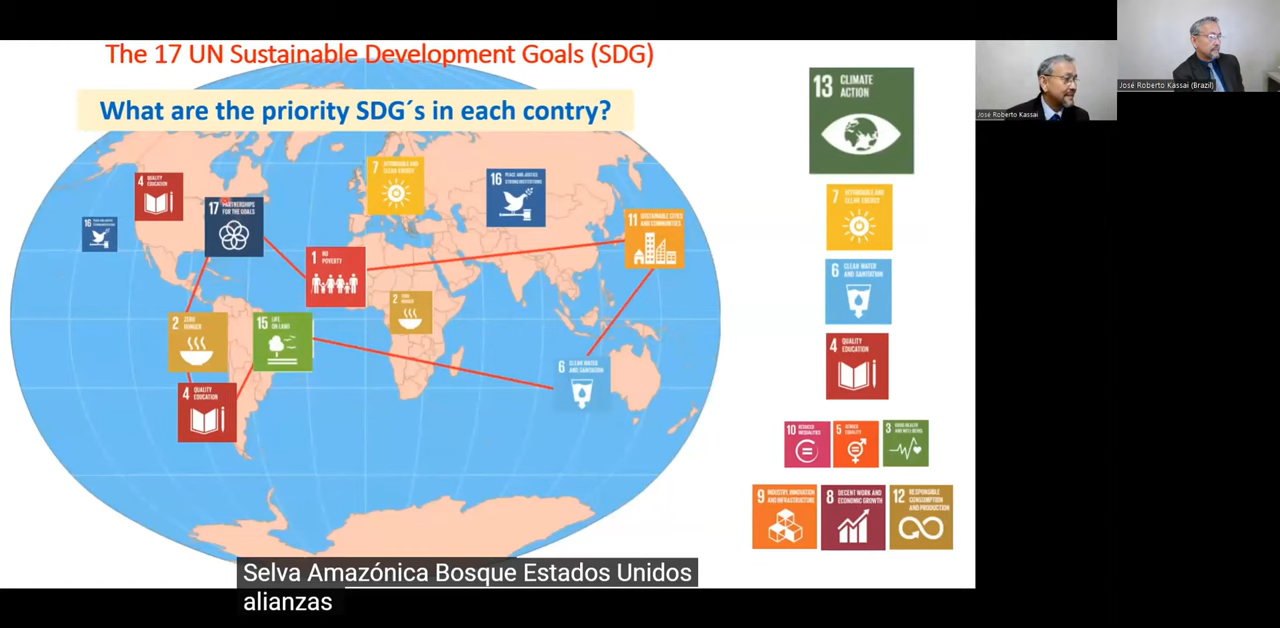 The 17 UN Sustainable Development Goals (SDG)
What are the priority SDG´s in each contry?
4 QUALITY
EDUCATION
16
17 PARTNERSHIPS
FOR THE GOALS
7 AFFORDABLE AND
CLEAN ENERGY
16 PEACE AND JUSTICE
STRONG INSTITUTIONS
11 SUSTAINABLE CITIES
AND COMMUNITIES
1 NO
POVERTY
2 ZERO
HUNGER
2 ZERO
HUNGER
15 LIFE
ON LAND
6 CLEAN WATER
AND SANITATION
4 QUALITY
EDUCATION
13 CLIMATE
ACTION
7 AFFORDABLE AND
CLEAN ENERGY
6 CLEAN WATER
AND SANITATION
4 QUALITY
EDUCATION
10 REDUCED
INEQUALITIES
5 GENDER
EQUALITY
3 GOOD HEALTH
AND WELL-BEING
9 INDUSTRY, INNOVATION
AND INFRASTRUCTURE
8 DECENT WORK AND
ECONOMIC GROWTH
12 RESPONSIBLE
CONSUMPTION
AND PRODUCTION
José Roberto Kassai
José Roberto Kassai (Brazil)
Selva Amazónica Bosque Estados Unidos
alianzas